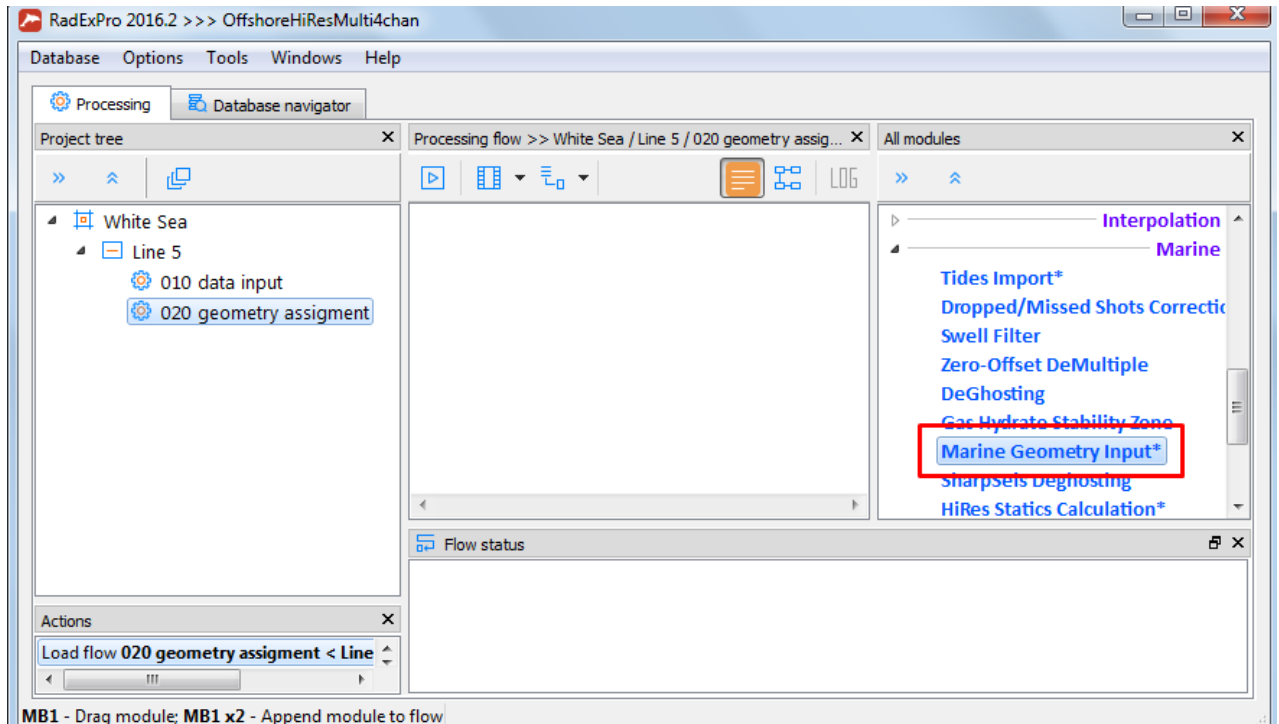 RadExPro 2016.2 >>> OffshoreHiResMulti4chan
Database Options Tools Windows Help
Processing Database navigator
Project tree
Processing flow >> White Sea / Line 5 / 020 geometry assig...
All modules
LOG
White Sea
Line 5
010 data input
020 geometry assigment
Interpolation
Marine
Tides Import*
Dropped/Missed Shots Correctic
Swell Filter
Zero-Offset DeMultiple
DeGhosting
Gas Hydrate Stability Zone
Marine Geometry Input*
SharpSeis Deghosting
HiRes Statics Calculation*
Flow status
Actions
Load flow 020 geometry assigment < Line
MB1 - Drag module; MB1 x2 - Append module to flow